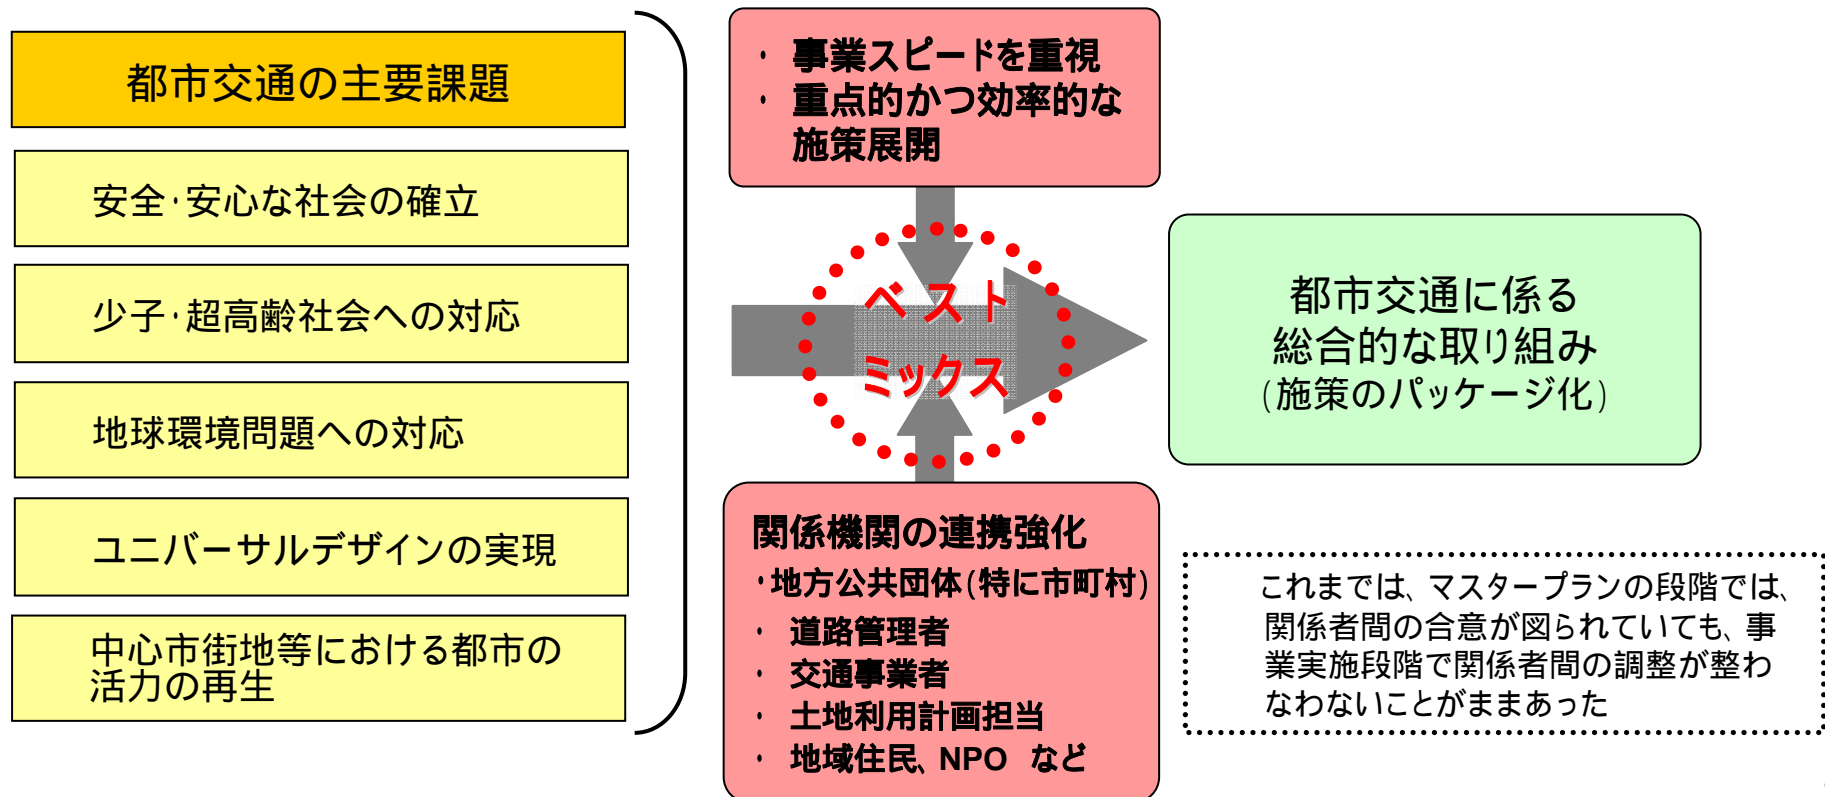 都市交通の主要課題
安全・安心な社会の確立
少子・超高齢社会への対応
地球環境問題への対応
ユニバーサルデザインの実現
中心市街地等における都市の
活力の再生
・ 事業スピードを重視
・ 重点的かつ効率的な
施策展開
ベスト
ミックス
関係機関の連携強化
・地方公共団体(特に市町村)
・ 道路管理者
・ 交通事業者
・ 土地利用計画担当
・ 地域住民、NPO など
都市交通に係る
総合的な取り組み
(施策のパッケージ化)
これまでは、マスタープランの段階では、
関係者間の合意が図られていても、事
業実施段階で関係者間の調整が整わ
なわないことがままあった